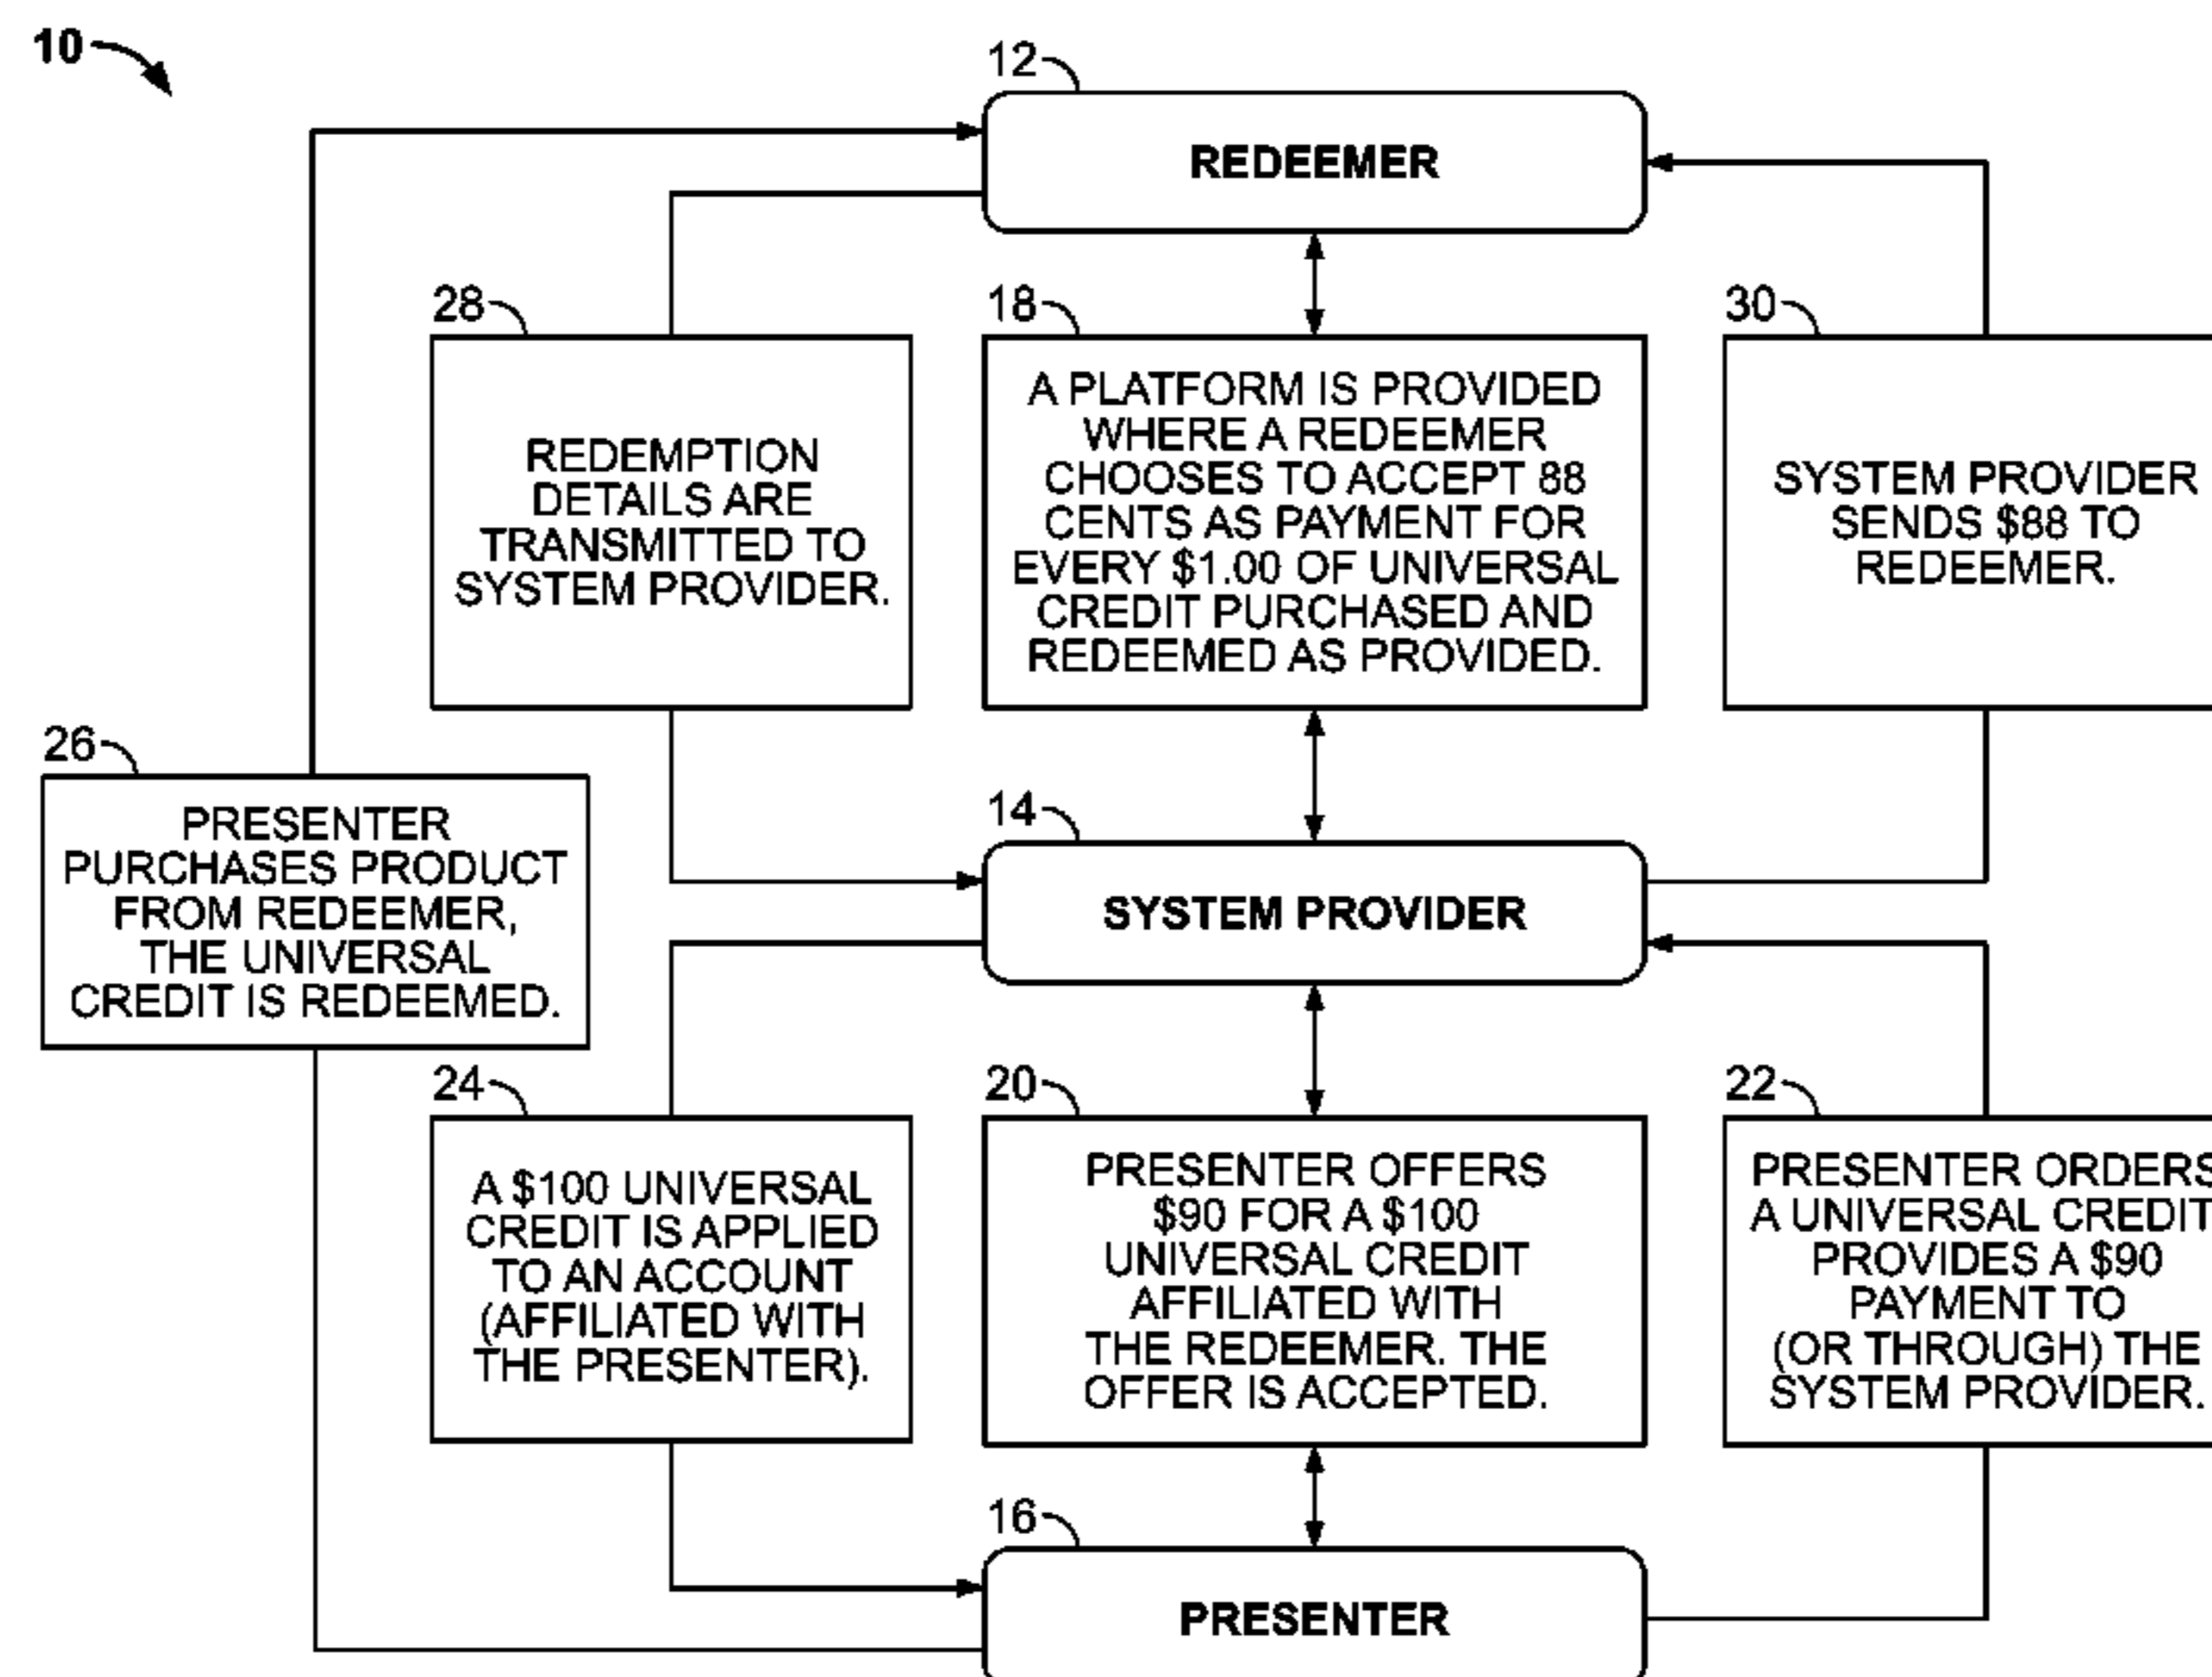 10
12
REDEEMER
28
REDEMPTION
DETAILS ARE
TRANSMITTED TO
SYSTEM PROVIDER.
18
A PLATFORM IS PROVIDED
WHERE A REDEEMER
CHOOSES TO ACCEPT 88
CENTS AS PAYMENT FOR
EVERY $1.00 OF UNIVERSAL
CREDIT PURCHASED AND
REDEEMED AS PROVIDED.
30
SYSTEM PROVIDER
SENDS $88 TO
REDEEMER.
26
PRESENTER
PURCHASES PRODUCT
FROM REDEEMER,
THE UNIVERSAL
CREDIT IS REDEEMED.
14
SYSTEM PROVIDER
24
A $100 UNIVERSAL
CREDIT IS APPLIED
TO AN ACCOUNT
(AFFILIATED WITH
THE PRESENTER).
20
PRESENTER OFFERS
$90 FOR A $100
UNIVERSAL CREDIT
AFFILIATED WITH
THE REDEEMER. THE
OFFER IS ACCEPTED.
22
PRESENTER ORDERS
A UNIVERSAL CREDIT
PROVIDES A $90
PAYMENT TO
(OR THROUGH) THE
SYSTEM PROVIDER.
16
PRESENTER